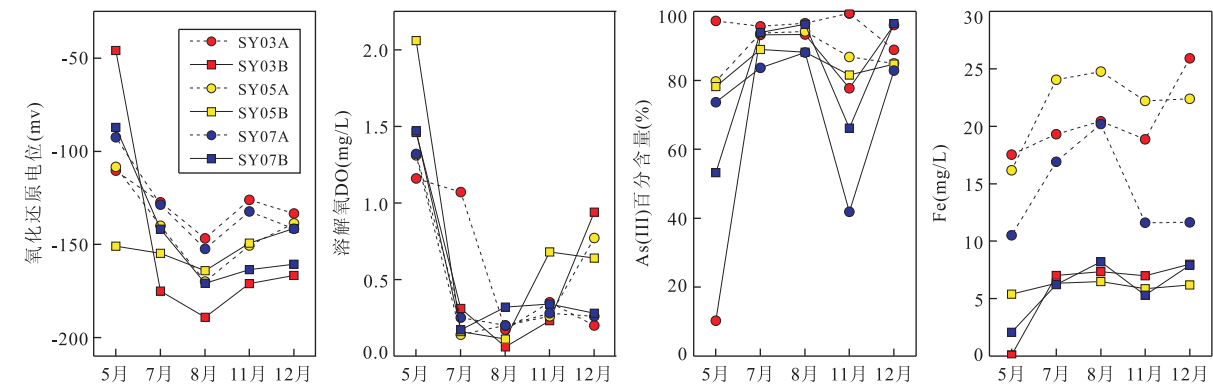 氧化还原电位(mv)
-50
-100
-150
-200
SY03A
SY03B
SY05A
SY05B
SY07A
SY07B
5月 7月 8月 11月 12月
溶解氧DO(mg/L)
2.0
1.5
1.0
0.5
0.0
5月 7月 8月 11月 12月
As(III)百分含量(%)
100
80
60
40
20
0
5月 7月 8月 11月 12月
Fe(mg/L)
30
25
20
15
10
5
0
5月 7月 8月 11月 12月